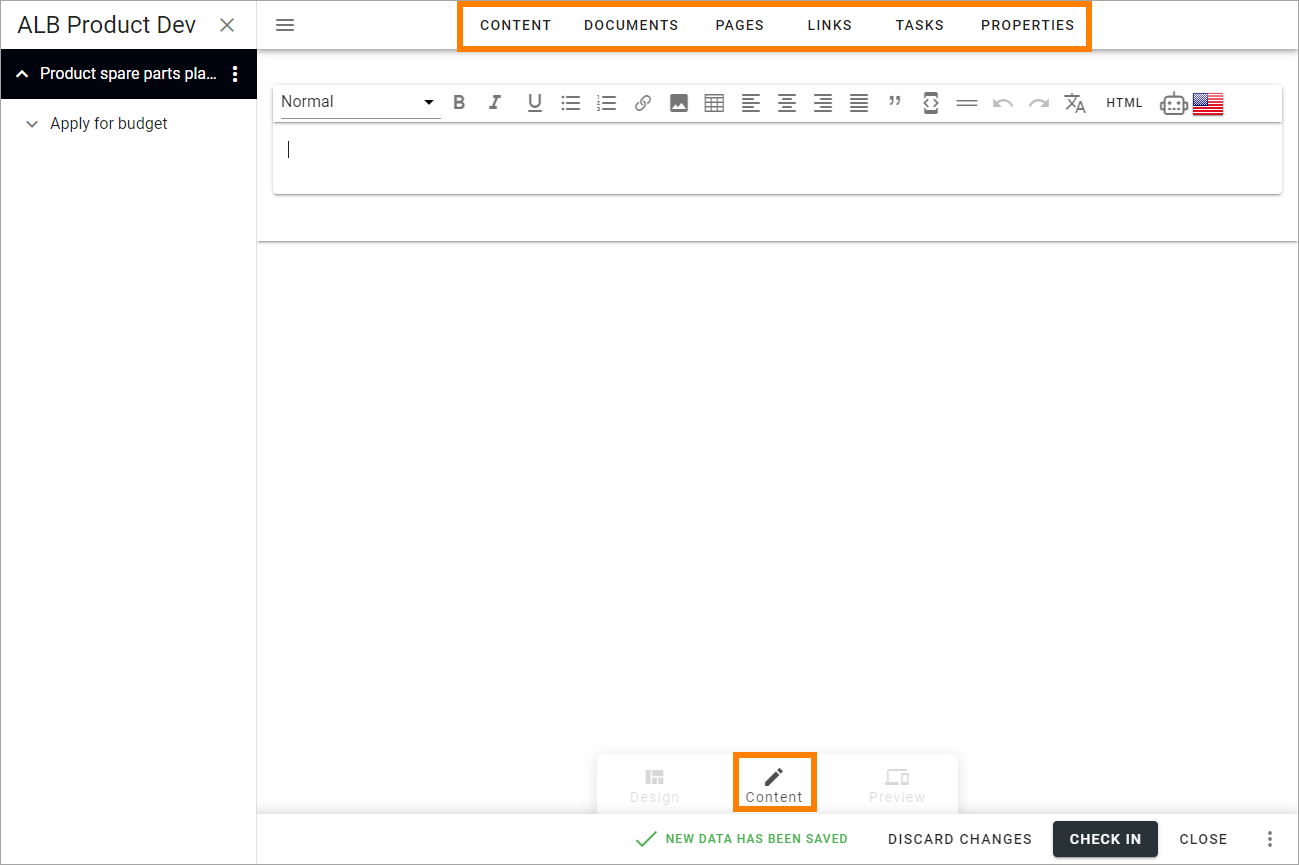 ALB Product Dev
CONTENT DOCUMENTS PAGES LINKS TASKS PROPERTIES
Product spare parts pla...
Apply for budget
Normal B I U HTML
Design Content Preview
NEW DATA HAS BEEN SAVED DISCARD CHANGES CHECK IN CLOSE